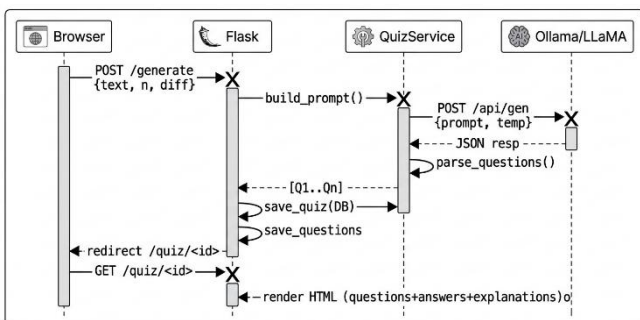 Browser
Flask
QuizService
Ollama/LLaMA
POST /generate
{text, n, diff}
build_prompt()
POST /api/gen
{prompt, temp}
JSON resp
parse_questions()
[Q1..Qn]
save_quiz(DB)
save_questions
redirect /quiz/<id>
GET /quiz/<id>
render HTML (questions+answers+explanations)o